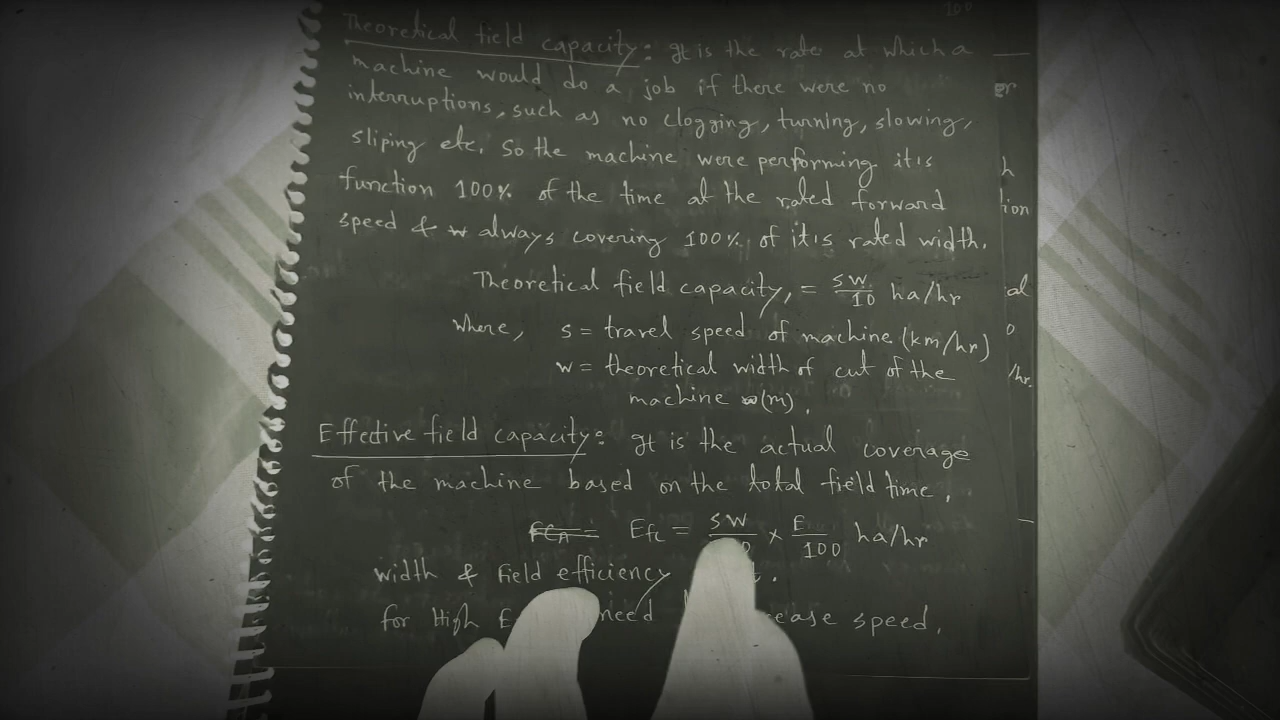 Theoretical field capacity: It is the rate at which a
machine would do a job if there were no
interruptions, such as no clogging, turning, slowing,
sliping etc. So the machine were performing it's
function 100% of the time at the rated forward
speed & always covering 100% of it's rated width.
Theoretical field capacity, = SW/10 ha/hr
Where, S = travel speed of machine (km/hr)
W = theoretical width of cut of the
machine (m).
Effective field capacity: It is the actual coverage
of the machine based on the total field time.
Efc = SW/ × E/100 ha/hr
width & field efficiency
for High need speed.